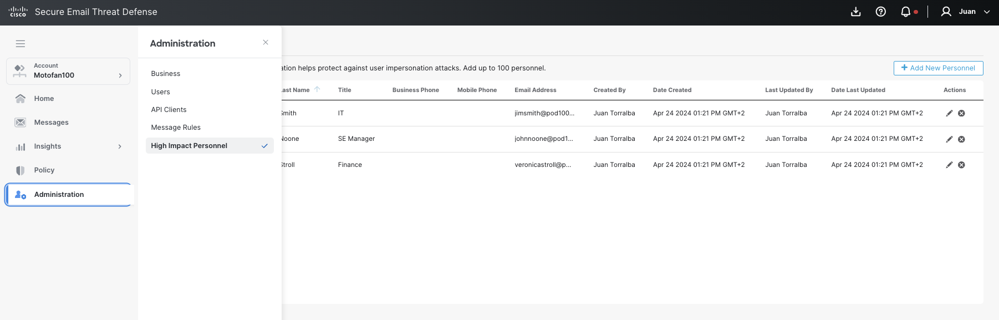 CISCO Secure Email Threat Defense Juan
Administration
Account
Motofan100
Home
Messages
Insights
Policy
Administration
Business
Users
API Clients
Message Rules
High Impact Personnel
helps protect against user impersonation attacks. Add up to 100 personnel.
+ Add New Personnel
Name Title Business Phone Mobile Phone Email Address Created By Date Created Last Updated By Date Last Updated Actions
Smith IT jimsmith@pod100... Juan Torralba Apr 24 2024 01:21 PM GMT+2 Juan Torralba Apr 24 2024 01:21 PM GMT+2
Noone SE Manager johnnoone@pod1... Juan Torralba Apr 24 2024 01:21 PM GMT+2 Juan Torralba Apr 24 2024 01:21 PM GMT+2
Stroll Finance veronicastroll@p... Juan Torralba Apr 24 2024 01:21 PM GMT+2 Juan Torralba Apr 24 2024 01:21 PM GMT+2